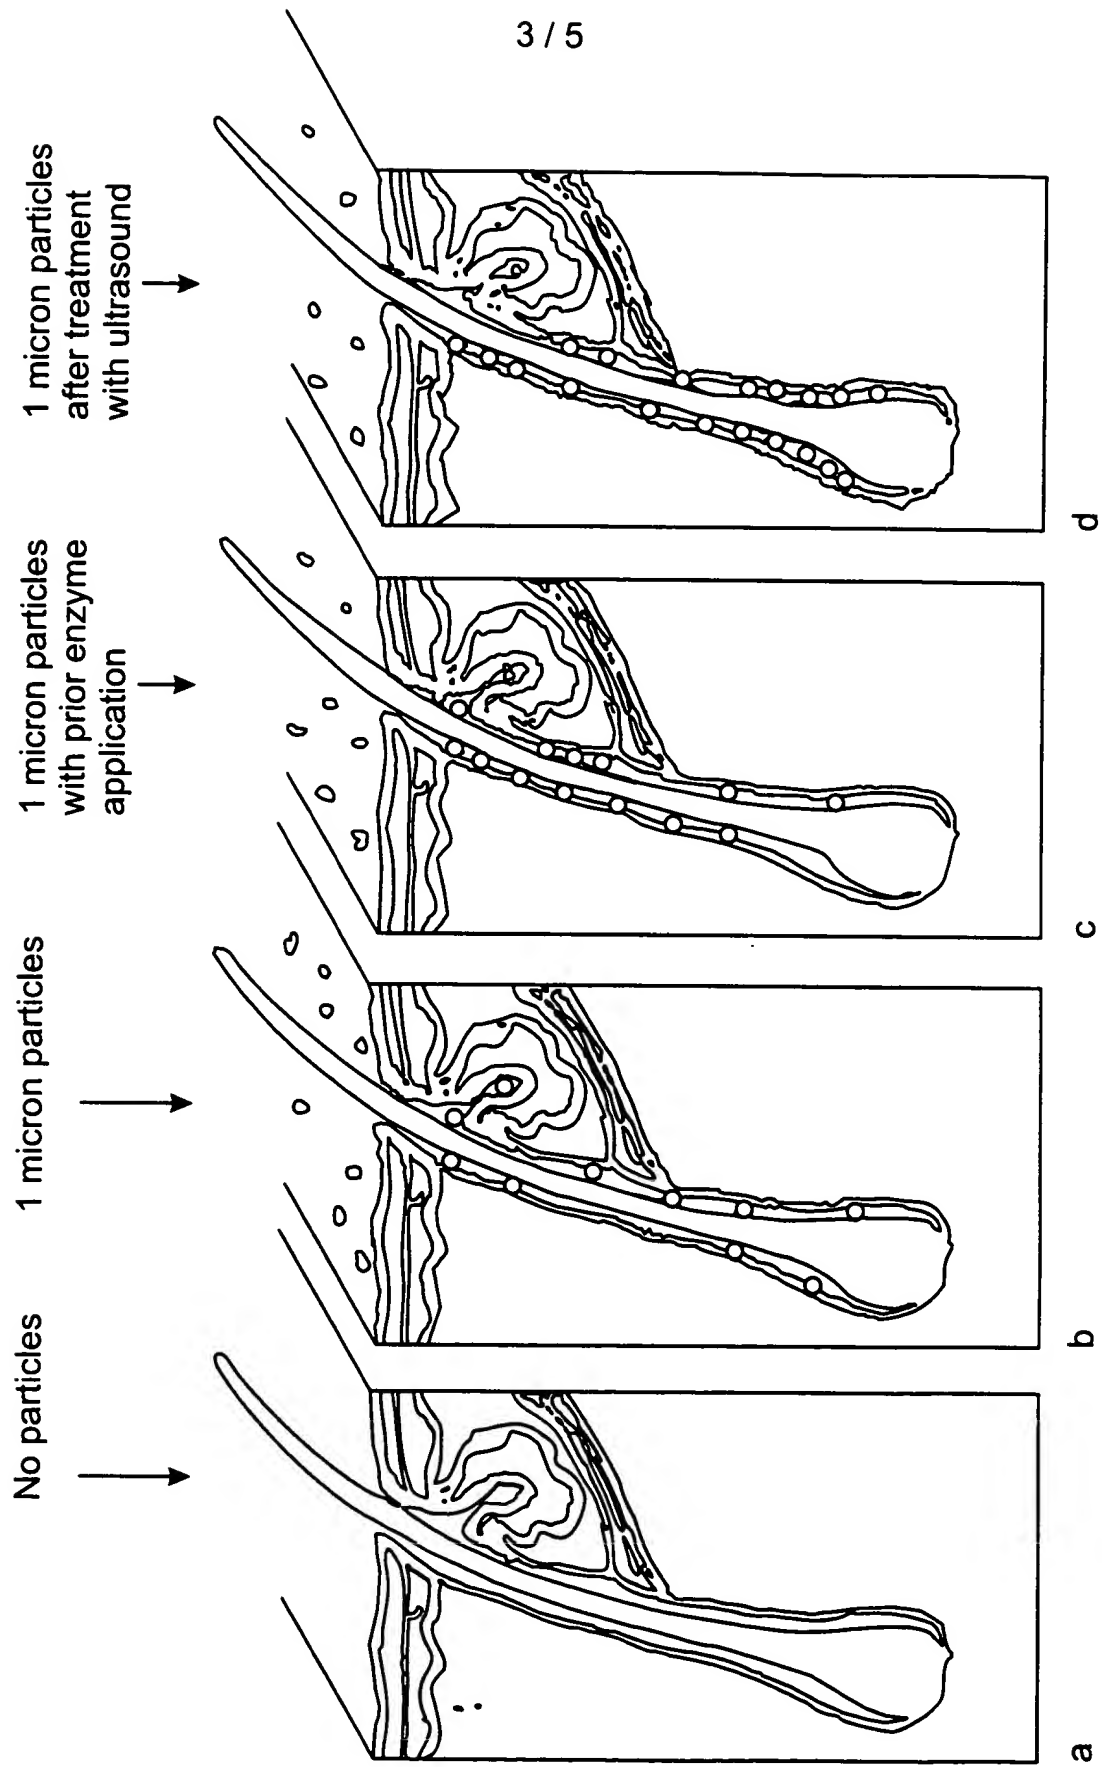 3 / 5
No particles
1 micron particles
1 micron particles
with prior enzyme
application
1 micron particles
after treatment
with ultrasound
a
b
c
d